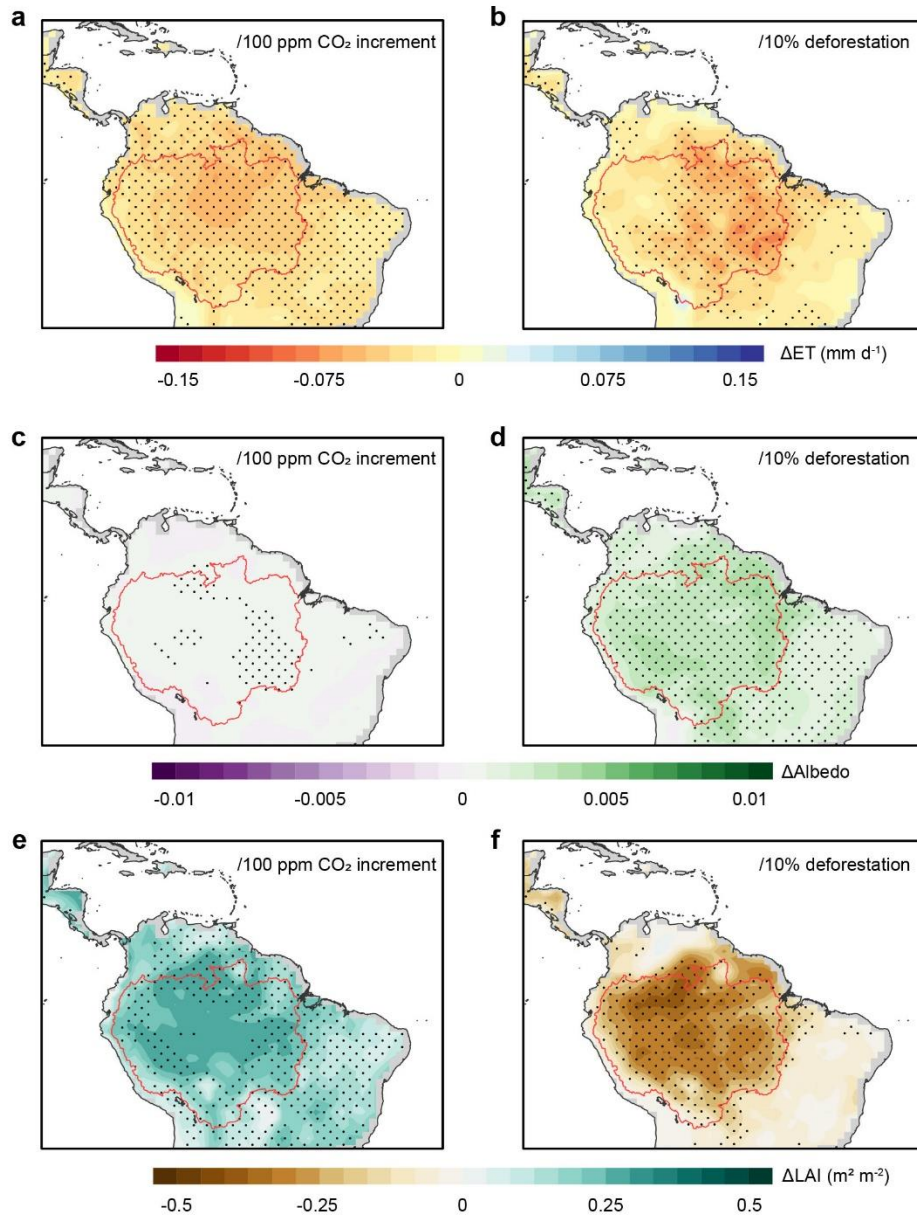 a
/100 ppm CO₂ increment
b
/10% deforestation
-0.15 -0.075 0 0.075 0.15
ΔET (mm d⁻¹)
c
/100 ppm CO₂ increment
d
/10% deforestation
-0.01 -0.005 0 0.005 0.01
ΔAlbedo
e
/100 ppm CO₂ increment
f
/10% deforestation
-0.5 -0.25 0 0.25 0.5
ΔLAI (m² m⁻²)